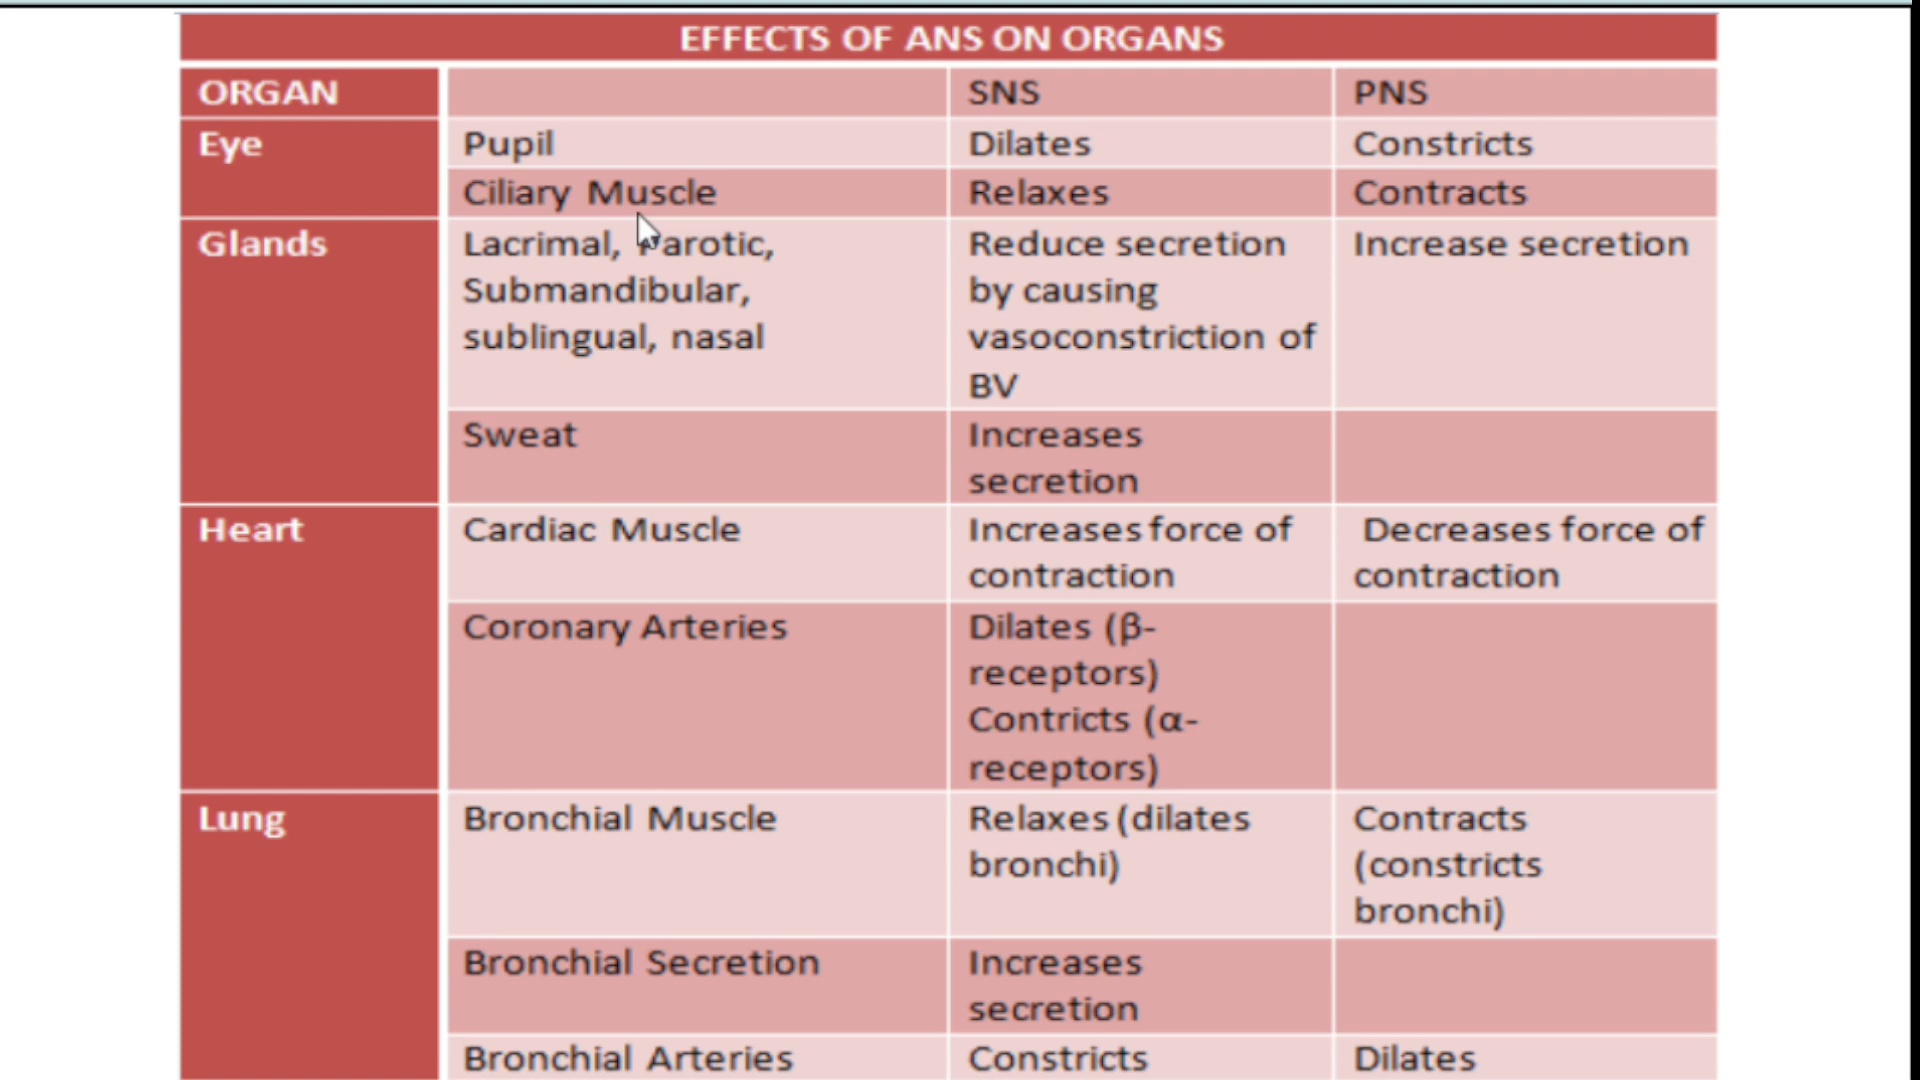 EFFECTS OF ANS ON ORGANS
ORGAN SNS PNS
Eye Pupil Dilates Constricts
Ciliary Muscle Relaxes Contracts
Glands Lacrimal, Parotic, Reduce secretion Increase secretion
Submandibular, by causing
sublingual, nasal vasoconstriction of
BV
Sweat Increases
secretion
Heart Cardiac Muscle Increases force of Decreases force of
contraction contraction
Coronary Arteries Dilates (β-
receptors)
Contricts (α-
receptors)
Lung Bronchial Muscle Relaxes (dilates Contracts
bronchi) (constricts
bronchi)
Bronchial Secretion Increases
secretion
Bronchial Arteries Constricts Dilates